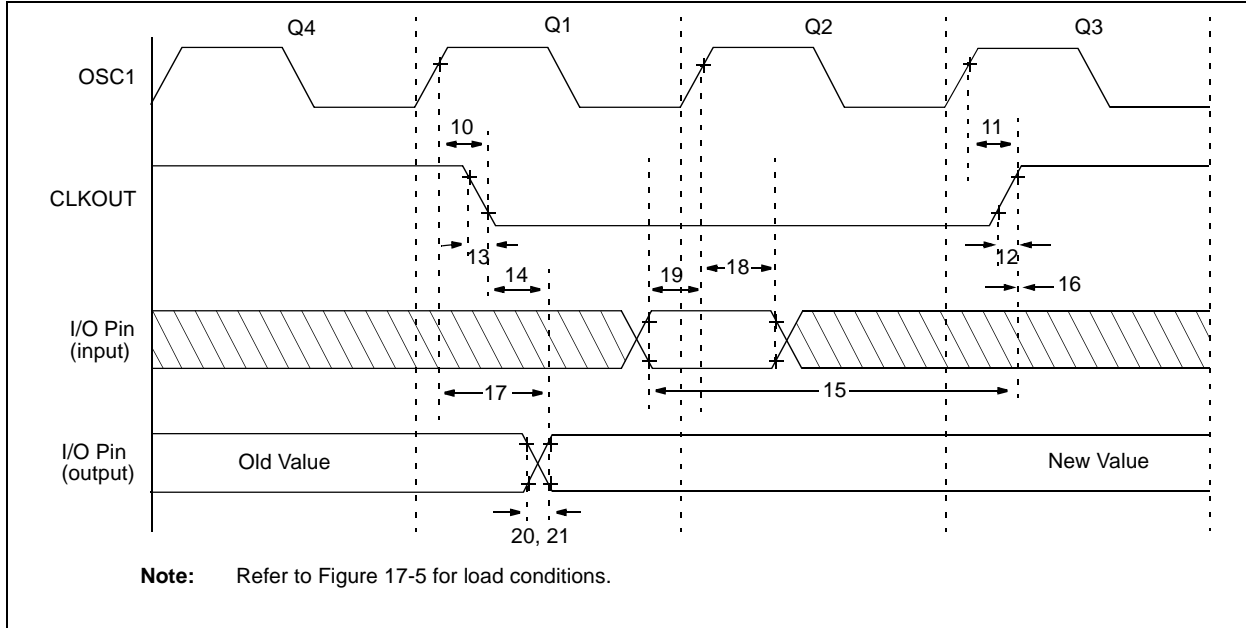 Q4 Q1 Q2 Q3
OSC1
10 11
CLKOUT
13 12
14 19 18 16
I/O Pin
(input)
17 15
I/O Pin
(output)
Old Value New Value
20, 21
Note: Refer to Figure 17-5 for load conditions.